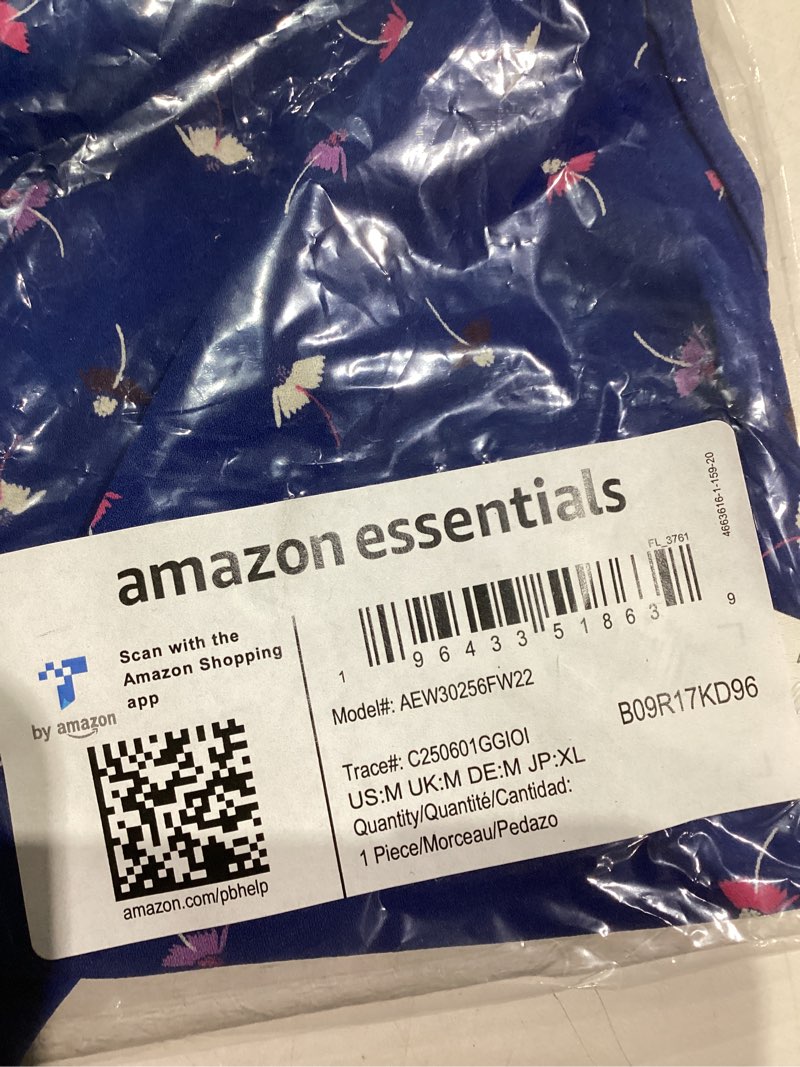 amazon essentials
4663616-1-159-20
FL_3761
1 96433 51863 9
Scan with the
Amazon Shopping
app
by amazon
amazon.com/pbhelp
Model#: AEW30256FW22
B09R17KD96
Trace#: C250601GGIOI
US:M UK:M DE:M JP:XL
Quantity/Quantité/Cantidad:
1 Piece/Morceau/Pedazo